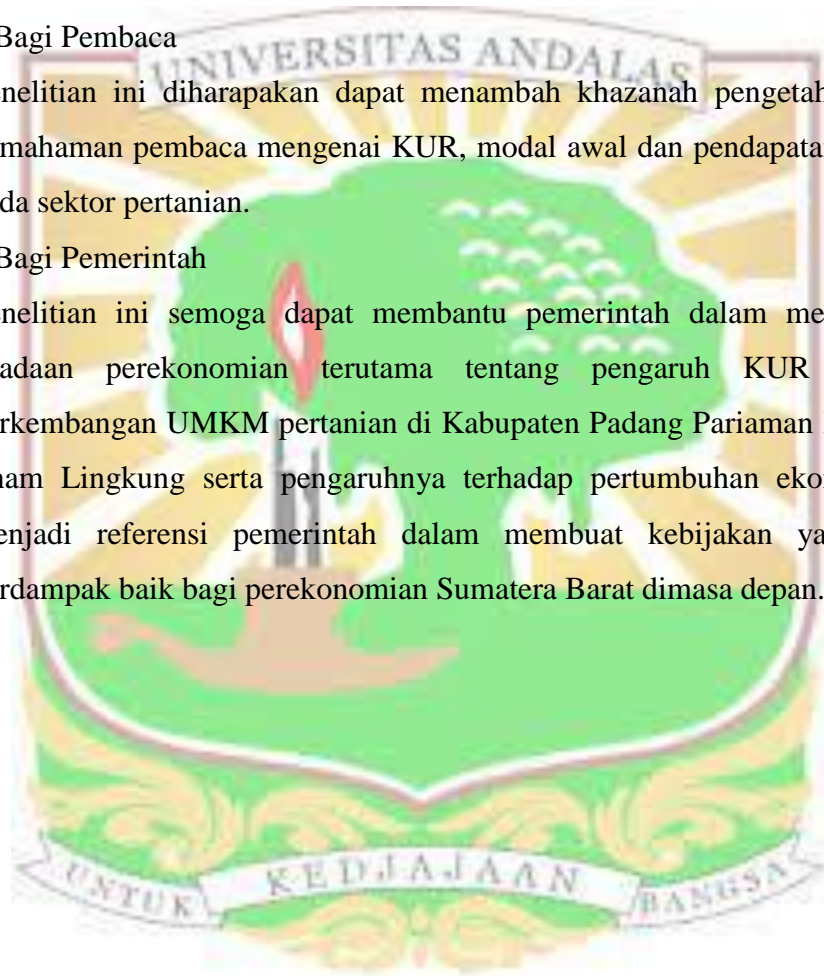 Bagi Pembaca
UNIVERSITAS ANDALAS
enelitian ini diharapakan dapat menambah khazanah pengetah
mahaman pembaca mengenai KUR, modal awal dan pendapata
da sektor pertanian.
Bagi Pemerintah
enelitian ini semoga dapat membantu pemerintah dalam me
adaan perekonomian terutama tentang pengaruh KUR
rkembangan UMKM pertanian di Kabupaten Padang Pariaman
am Lingkung serta pengaruhnya terhadap pertumbuhan eko
enjadi referensi pemerintah dalam membuat kebijakan ya
rdampak baik bagi perekonomian Sumatera Barat dimasa depan.
UNTUK KEDJAJAAN BANGSA